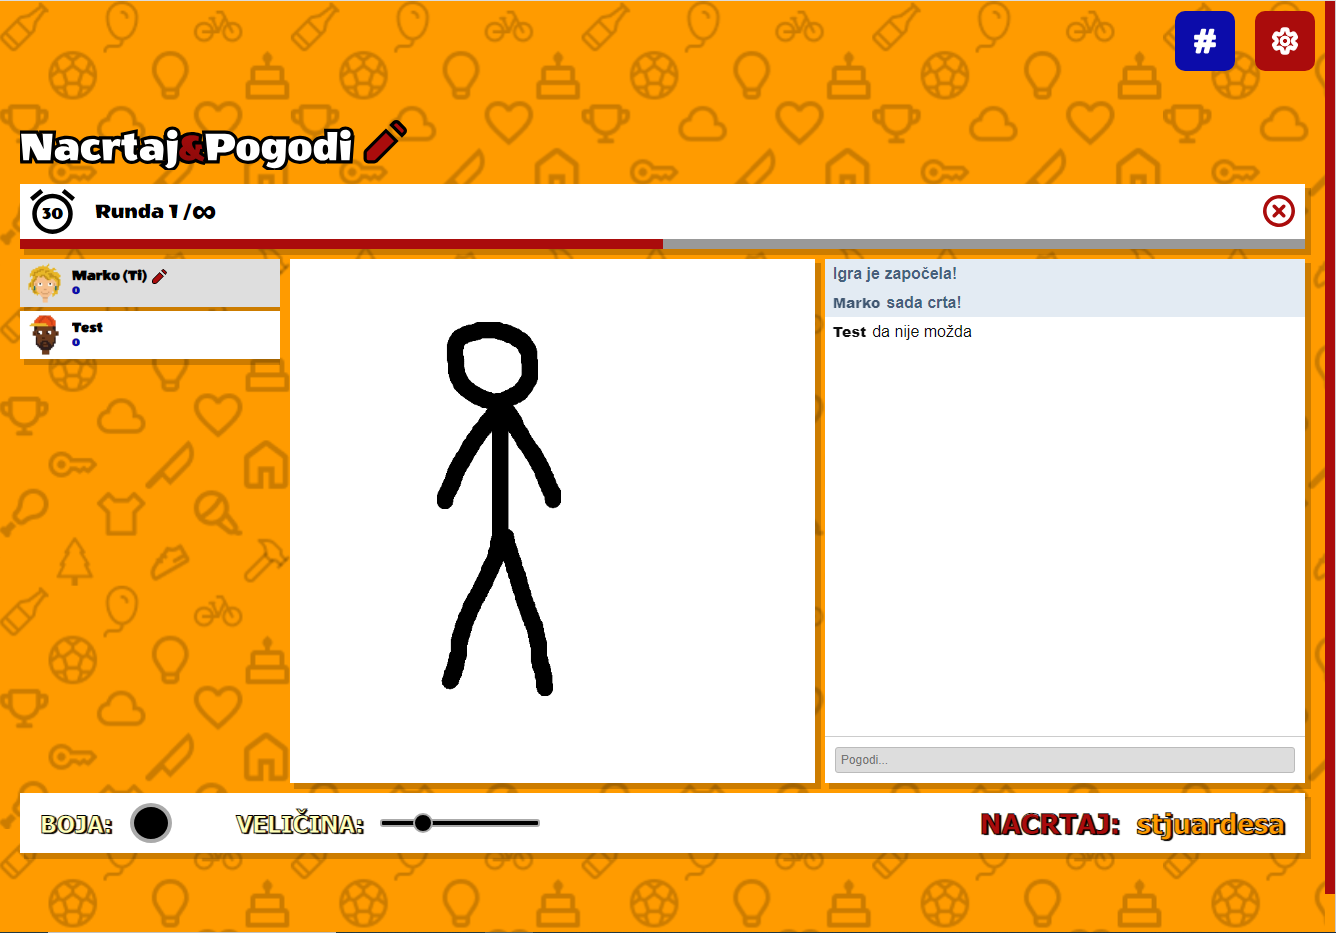 #
Nacrtaj&Pogodi
30 Runda 1 /∞
Marko (Ti)
0
Test
0
Igra je započela!
Marko sada crta!
Test da nije možda
Pogodi...
BOJA: VELIČINA: NACRTAJ: stjuardesa